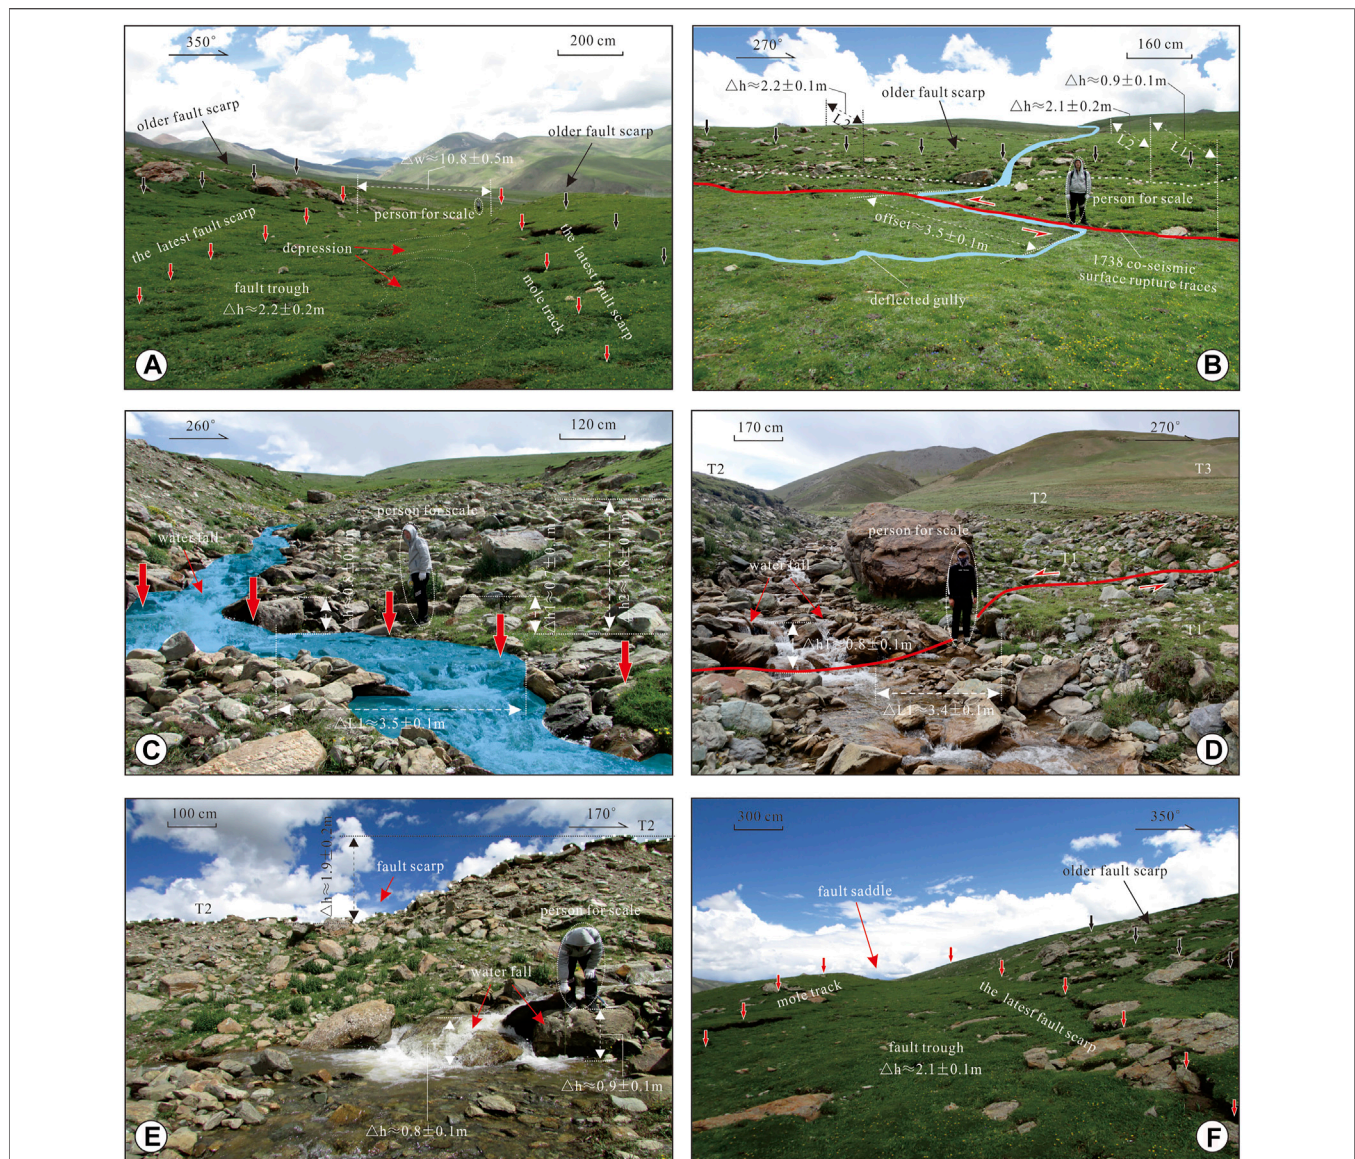 350°
200 cm
older fault scarp
older fault scarp
△w≈10.8±0.5m
person for scale
the latest fault scarp
depression
fault trough
△h≈2.2±0.2m
mole track
the latest fault scarp
A
270°
160 cm
△h≈2.2±0.1m
older fault scarp
△h≈0.9±0.1m
△h≈2.1±0.2m
L3
L2
L1
person for scale
offset≈3.5±0.1m
1738 co-seismic
surface rupture traces
deflected gully
B
260°
120 cm
person for scale
water fall
△h2≈1.8±0.1m
△L1≈3.5±0.1m
C
170 cm
270°
T2
T3
T2
person for scale
water fall
T1
T1
△h1≈0.8±0.1m
△L1≈3.4±0.1m
D
100 cm
170°
T2
△h≈1.9±0.2m
fault scarp
T2
person for scale
water fall
△h≈0.9±0.1m
△h≈0.8±0.1m
E
300 cm
350°
older fault scarp
fault saddle
mole track
the latest fault scarp
fault trough
△h≈2.1±0.1m
F